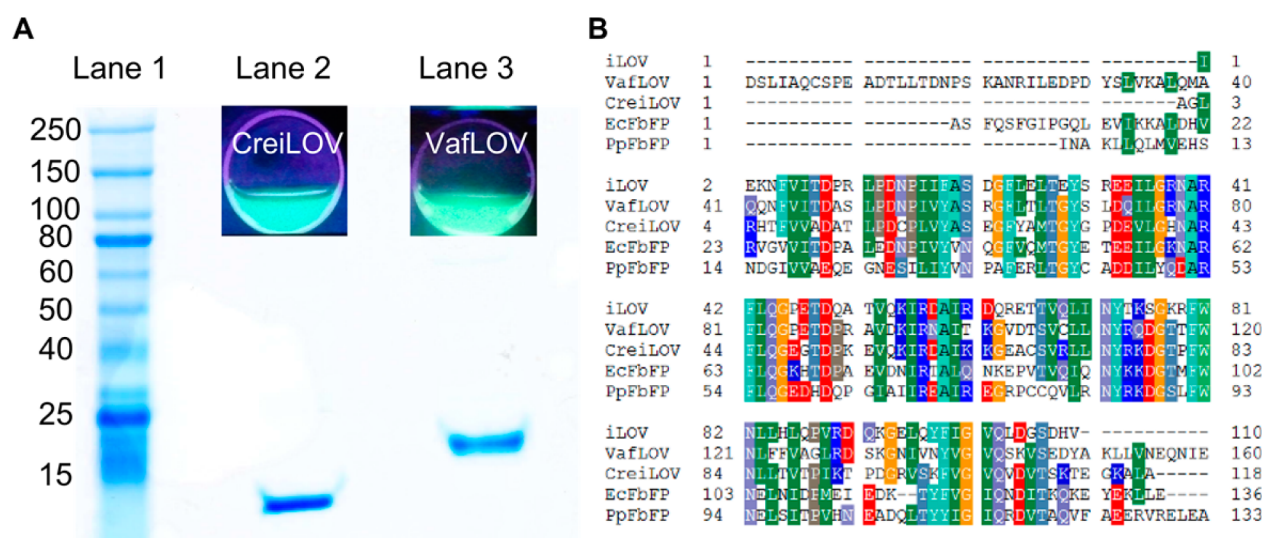 A
Lane 1
Lane 2
Lane 3
CreiLOV
VafLOV
250
150
100
80
60
50
40
25
15
B
iLOV 1 ---------- ---------- ---------- ---------I 1
VafLOV 1 DSLIAQCSPE ADTLLTDNPS KANRILEDPD YSLVKALQMA 40
CreiLOV 1 ---------- ---------- ---------- -------AGL 3
EcFbFP 1 ---------- --------AS FQSFGIPGQL EVIKKALDHV 22
PpFbFP 1 ---------- ---------- -------INA KLLQLMVEHS 13
iLOV 2 EKNFVITDPR LPDNPIIFAS DGFLELTEYS REEILGRNAR 41
VafLOV 41 QQNFVITDAS LPDNPIVYAS RGFLTLTGYS LDQILGRNAR 80
CreiLOV 4 RHTFVVADAT LPDCPLVYAS EGFYAMTGYG PDEVLGHNAR 43
EcFbFP 23 RVGVVITDPA LEDNPIVYVN QGFVQMTGYE TEEILGKNAR 62
PpFbFP 14 NDGIVVAEQE GNESILIYVN PAFERLTGYC ADDILYQDAR 53
iLOV 42 FLQGPETDQA TVQKIRDAIR DQRETTVQLI NYTKSGKRFW 81
VafLOV 81 FLQGPETDPR AVDKIRNAIT KGVDTSVCLL NYRQDGTTFW 120
CreiLOV 44 FLQGEGTDPK EVQKIRDAIK KGEACSVRLL NYRKDGTPFW 83
EcFbFP 63 FLQGKHTDPA EVDNIRTALQ NKEPVTVQIQ NYKKDGTMFW 102
PpFbFP 54 FLQGEDHDQP GIAIIREAIR EGRPCCQVLR NYRKDGSLFW 93
iLOV 82 NLLHLQPVRD QKGELQYFIG VQLDGSDHV- ---------- 110
VafLOV 121 NLFFVAGLRD SKGNIVNYVG VQSKVSEDYA KLLVNEQNIE 160
CreiLOV 84 NLLTVTPIKT PDGRVSKFVG VQVDVTSKTE GKALA----- 118
EcFbFP 103 NELNIDPMEI EDK--TYFVG IQNDITKQKE YEKLLE---- 136
PpFbFP 94 NELSITPVHN EADQLTYYIG IQRDVTAQVF AEERVRELEA 133